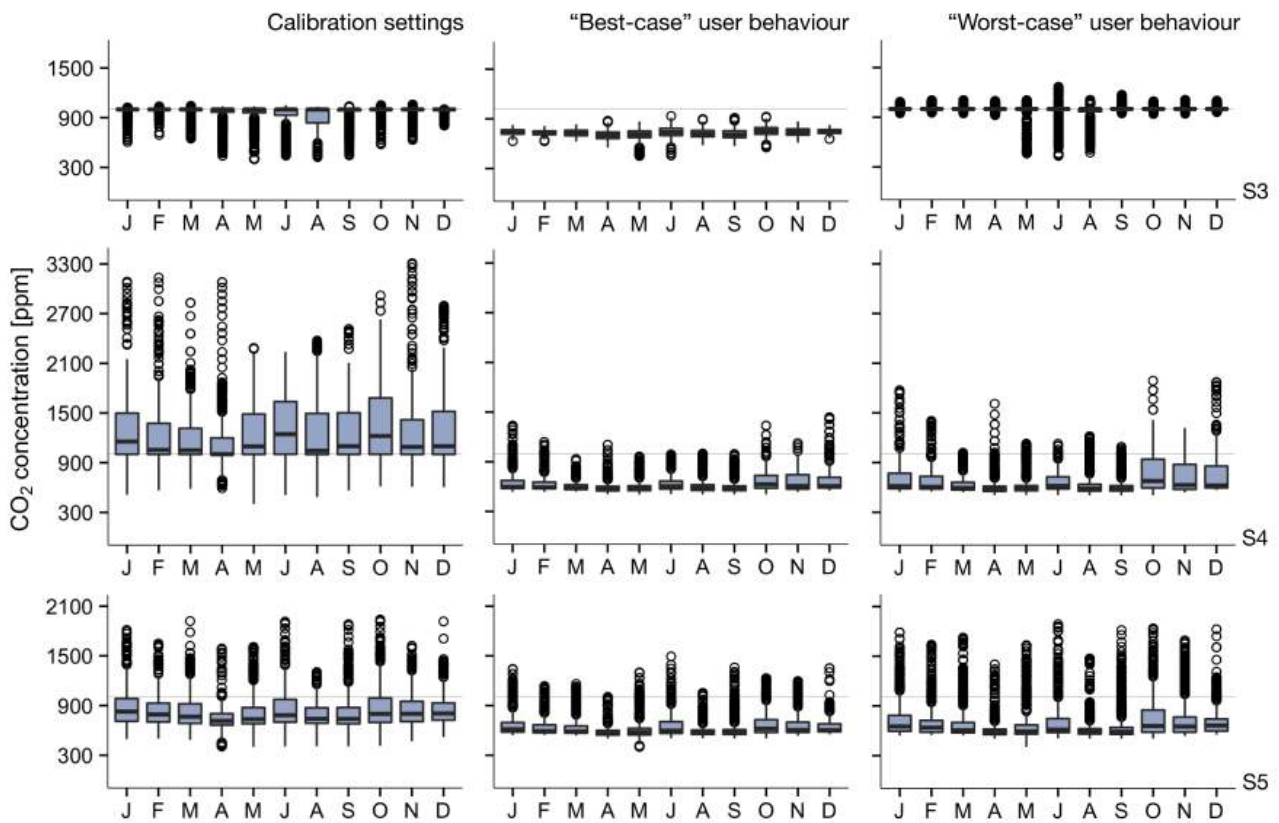 Calibration settings
“Best-case” user behaviour
“Worst-case” user behaviour
CO₂ concentration [ppm]
1500
900
300
J F M A M J J A S O N D
J F M A M J J A S O N D
J F M A M J J A S O N D
S3
3300
2700
2100
1500
900
300
J F M A M J J A S O N D
J F M A M J J A S O N D
J F M A M J J A S O N D
S4
2100
1500
900
300
J F M A M J J A S O N D
J F M A M J J A S O N D
J F M A M J J A S O N D
S5